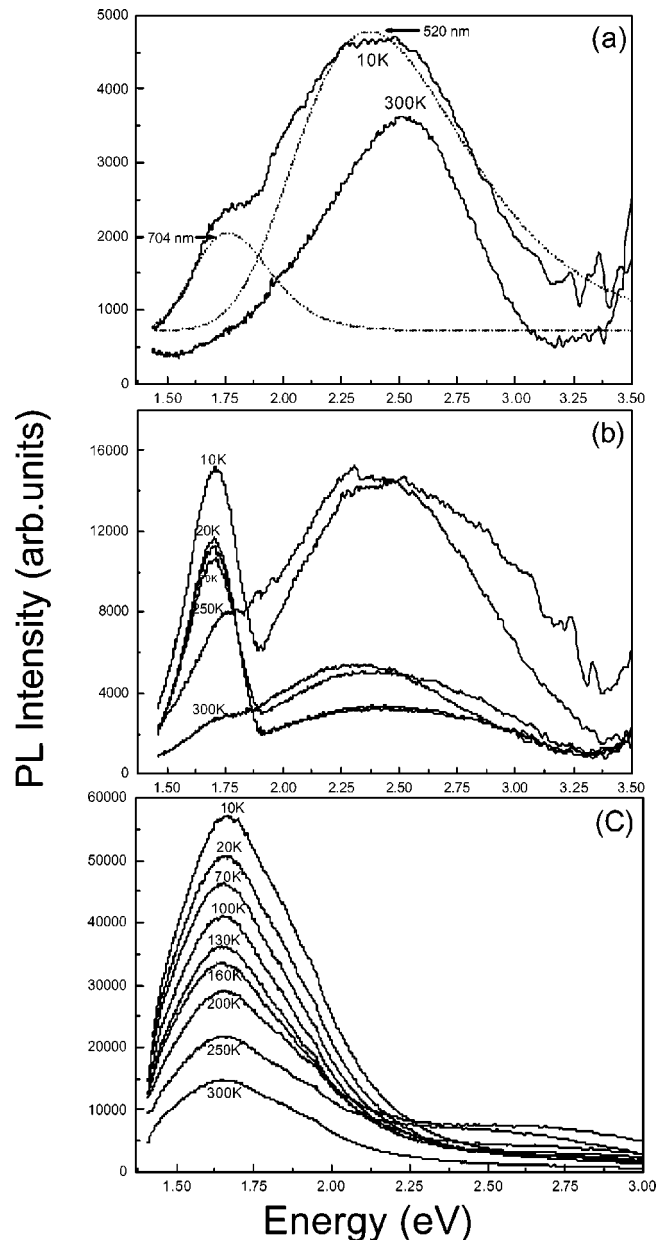 5000
(a)
520 nm
10K
4000
300K
3000
704 nm
2000
1000
0
1.50 1.75 2.00 2.25 2.50 2.75 3.00 3.25 3.50
PL Intensity (arb.units)
16000
(b)
10K
12000
20K
8000
250K
4000
300K
0
1.50 1.75 2.00 2.25 2.50 2.75 3.00 3.25 3.50
60000
(C)
10K
50000
20K
70K
40000
100K
130K
30000
160K
200K
20000
250K
300K
10000
0
1.50 1.75 2.00 2.25 2.50 2.75 3.00
Energy (eV)